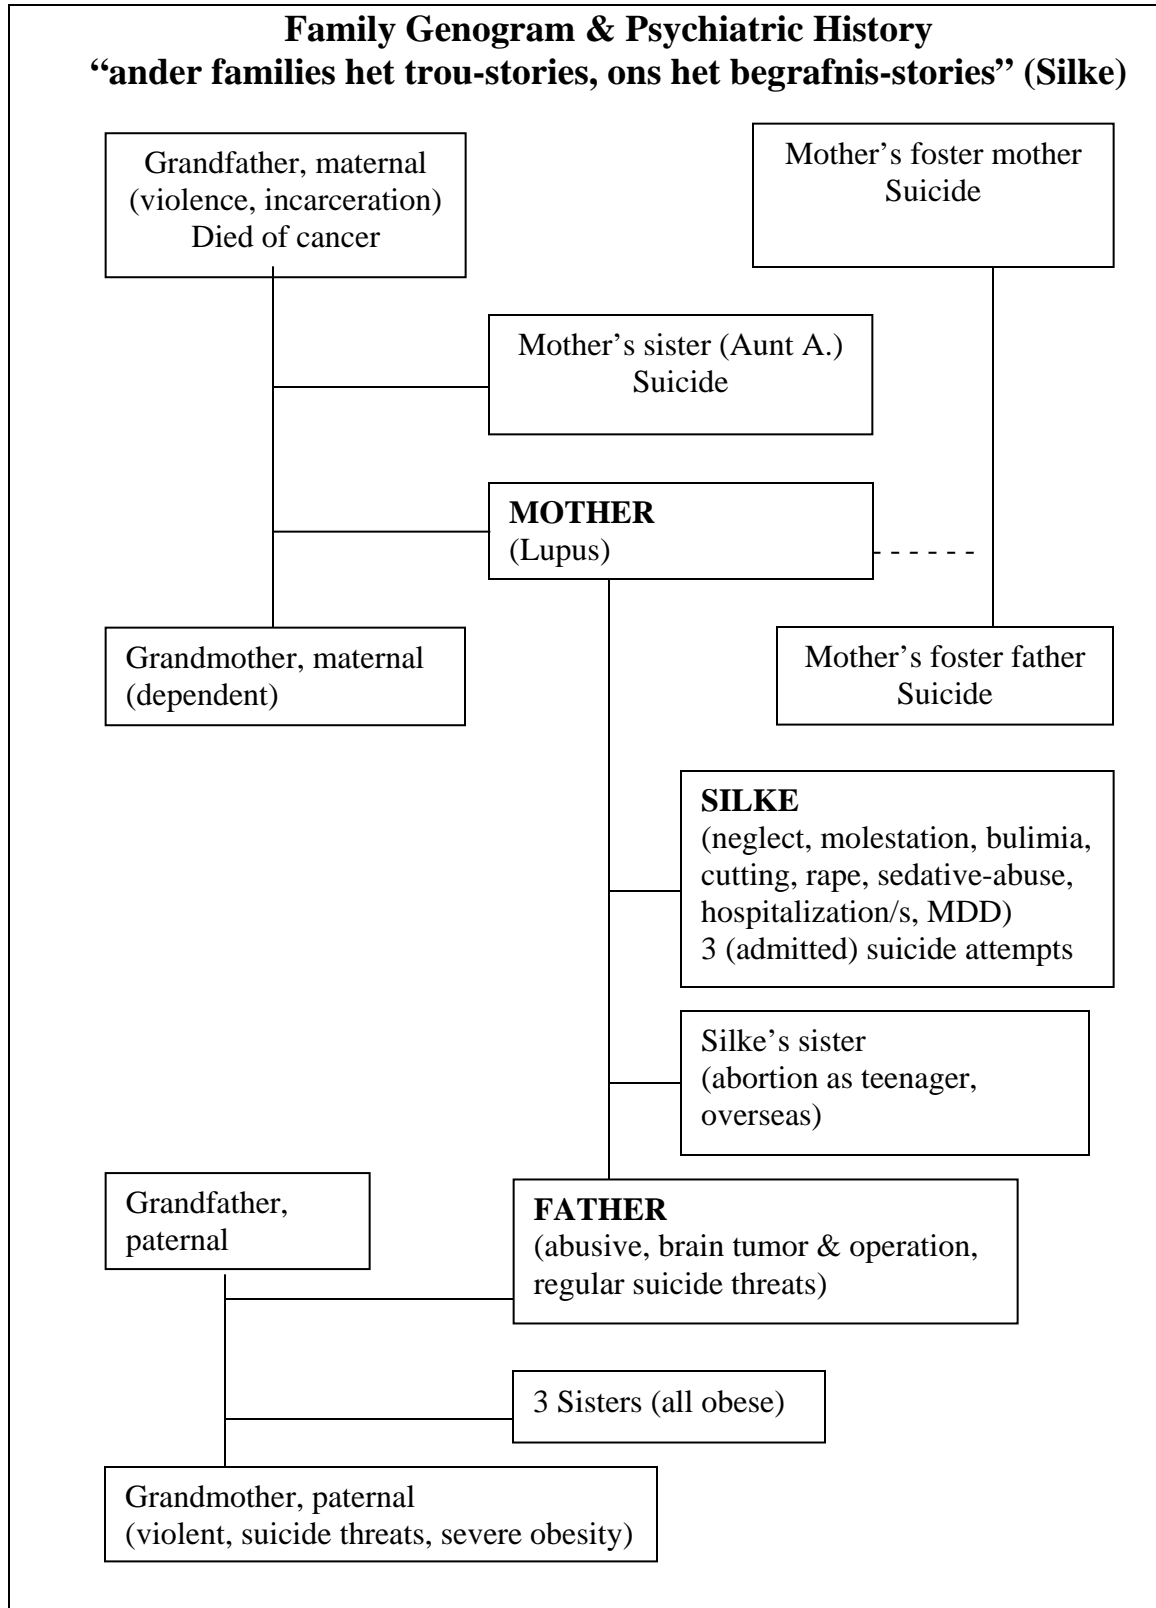 Family Genogram & Psychiatric History
“ander families het trou-stories, ons het begrafnis-stories” (Silke)
Grandfather, maternal
(violence, incarceration)
Died of cancer
Mother’s foster mother
Suicide
Mother’s sister (Aunt A.)
Suicide
MOTHER
(Lupus)
Grandmother, maternal
(dependent)
Mother’s foster father
Suicide
SILKE
(neglect, molestation, bulimia,
cutting, rape, sedative-abuse,
hospitalization/s, MDD)
3 (admitted) suicide attempts
Silke’s sister
(abortion as teenager,
overseas)
Grandfather,
paternal
FATHER
(abusive, brain tumor & operation,
regular suicide threats)
3 Sisters (all obese)
Grandmother, paternal
(violent, suicide threats, severe obesity)